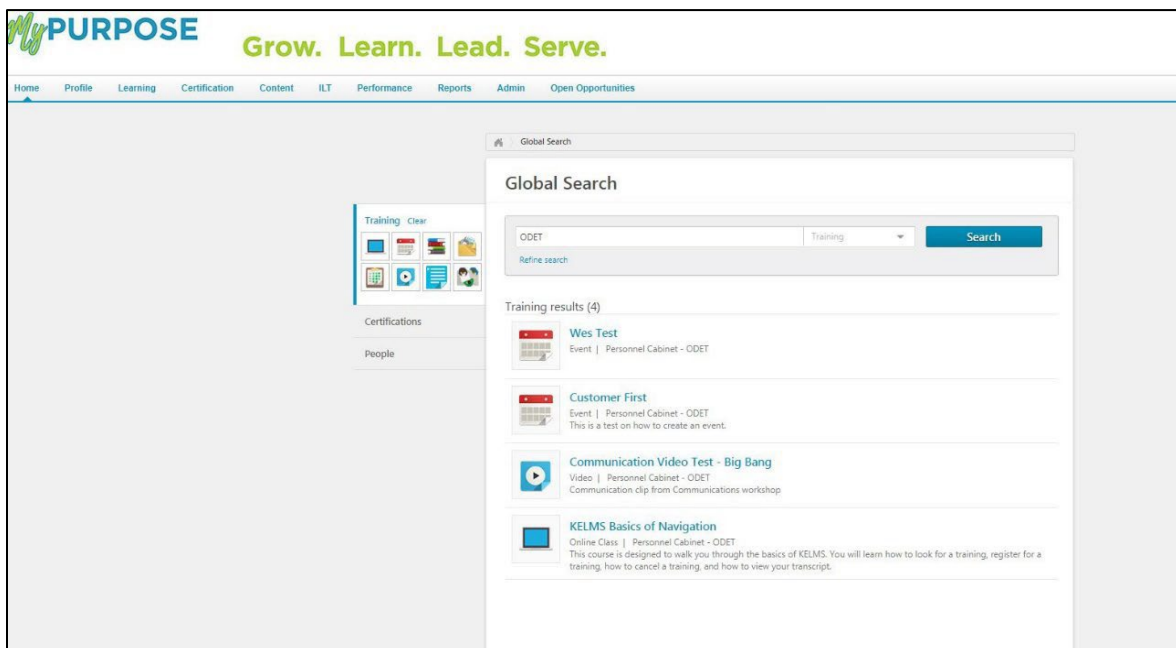 MyPURPOSE
Grow. Learn. Lead. Serve.
Home Profile Learning Certification Content ILT Performance Reports Admin Open Opportunities
Global Search
Global Search
Training Clear
ODET Training Search
Refine search
Certifications
People
Training results (4)
Wes Test
Event | Personnel Cabinet - ODET
Customer First
Event | Personnel Cabinet - ODET
This is a test on how to create an event.
Communication Video Test - Big Bang
Video | Personnel Cabinet - ODET
Communication clip from Communications workshop
KELMS Basics of Navigation
Online Class | Personnel Cabinet - ODET
This course is designed to walk you through the basics of KELMS. You will learn how to look for a training, register for a
training, how to cancel a training, and how to view your transcript.